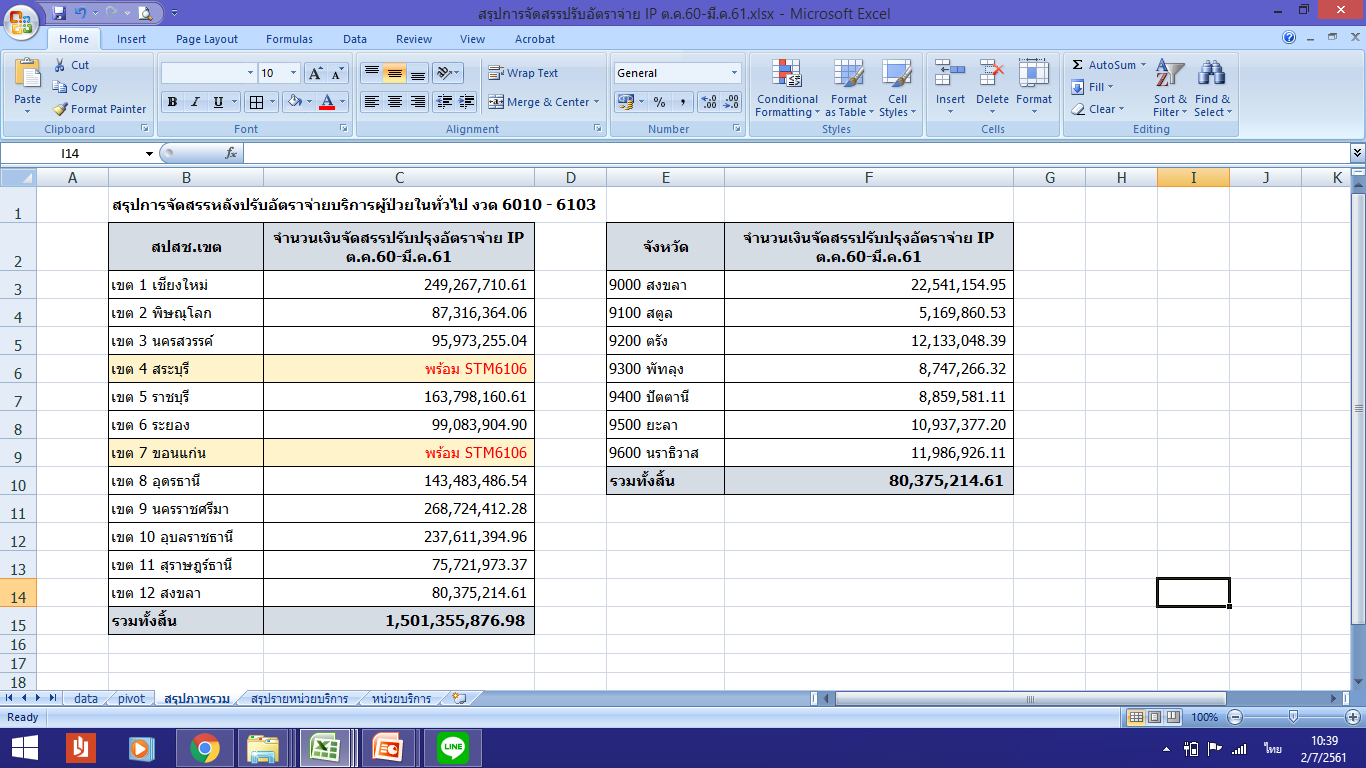 สรุปการจัดสรรปรับอัตราจ่าย IP ต.ค.60-มี.ค.61.xlsx - Microsoft Excel
Home Insert Page Layout Formulas Data Review View Acrobat
Paste Cut Copy Format Painter Clipboard
10 A A B I U A Font
Wrap Text Merge & Center Alignment
General % , .0 .00 .00 .0 Number
Conditional Formatting Format as Table Cell Styles Styles
Insert Delete Format Cells
Σ AutoSum Fill Clear Sort & Filter Find & Select Editing
I14 fx
A B C D E F G H I J K
1 สรุปการจัดสรรหลังปรับอัตราจ่ายบริการผู้ป่วยในทั่วไป งวด 6010 - 6103
2 สปสช.เขต จำนวนเงินจัดสรรปรับปรุงอัตราจ่าย IP ต.ค.60-มี.ค.61 จังหวัด จำนวนเงินจัดสรรปรับปรุงอัตราจ่าย IP ต.ค.60-มี.ค.61
3 เขต 1 เชียงใหม่ 249,267,710.61 9000 สงขลา 22,541,154.95
4 เขต 2 พิษณุโลก 87,316,364.06 9100 สตูล 5,169,860.53
5 เขต 3 นครสวรรค์ 95,973,255.04 9200 ตรัง 12,133,048.39
6 เขต 4 สระบุรี พร้อม STM6106 9300 พัทลุง 8,747,266.32
7 เขต 5 ราชบุรี 163,798,160.61 9400 ปัตตานี 8,859,581.11
8 เขต 6 ระยอง 99,083,904.90 9500 ยะลา 10,937,377.20
9 เขต 7 ขอนแก่น พร้อม STM6106 9600 นราธิวาส 11,986,926.11
10 เขต 8 อุดรธานี 143,483,486.54 รวมทั้งสิ้น 80,375,214.61
11 เขต 9 นครราชศรีมา 268,724,412.28
12 เขต 10 อุบลราชธานี 237,611,394.96
13 เขต 11 สุราษฎร์ธานี 75,721,973.37
14 เขต 12 สงขลา 80,375,214.61
15 รวมทั้งสิ้น 1,501,355,876.98
16
17
18
data pivot สรุปภาพรวม สรุปรายหน่วยบริการ หน่วยบริการ
Ready 100%
LINE ไทย 10:39
2/7/2561